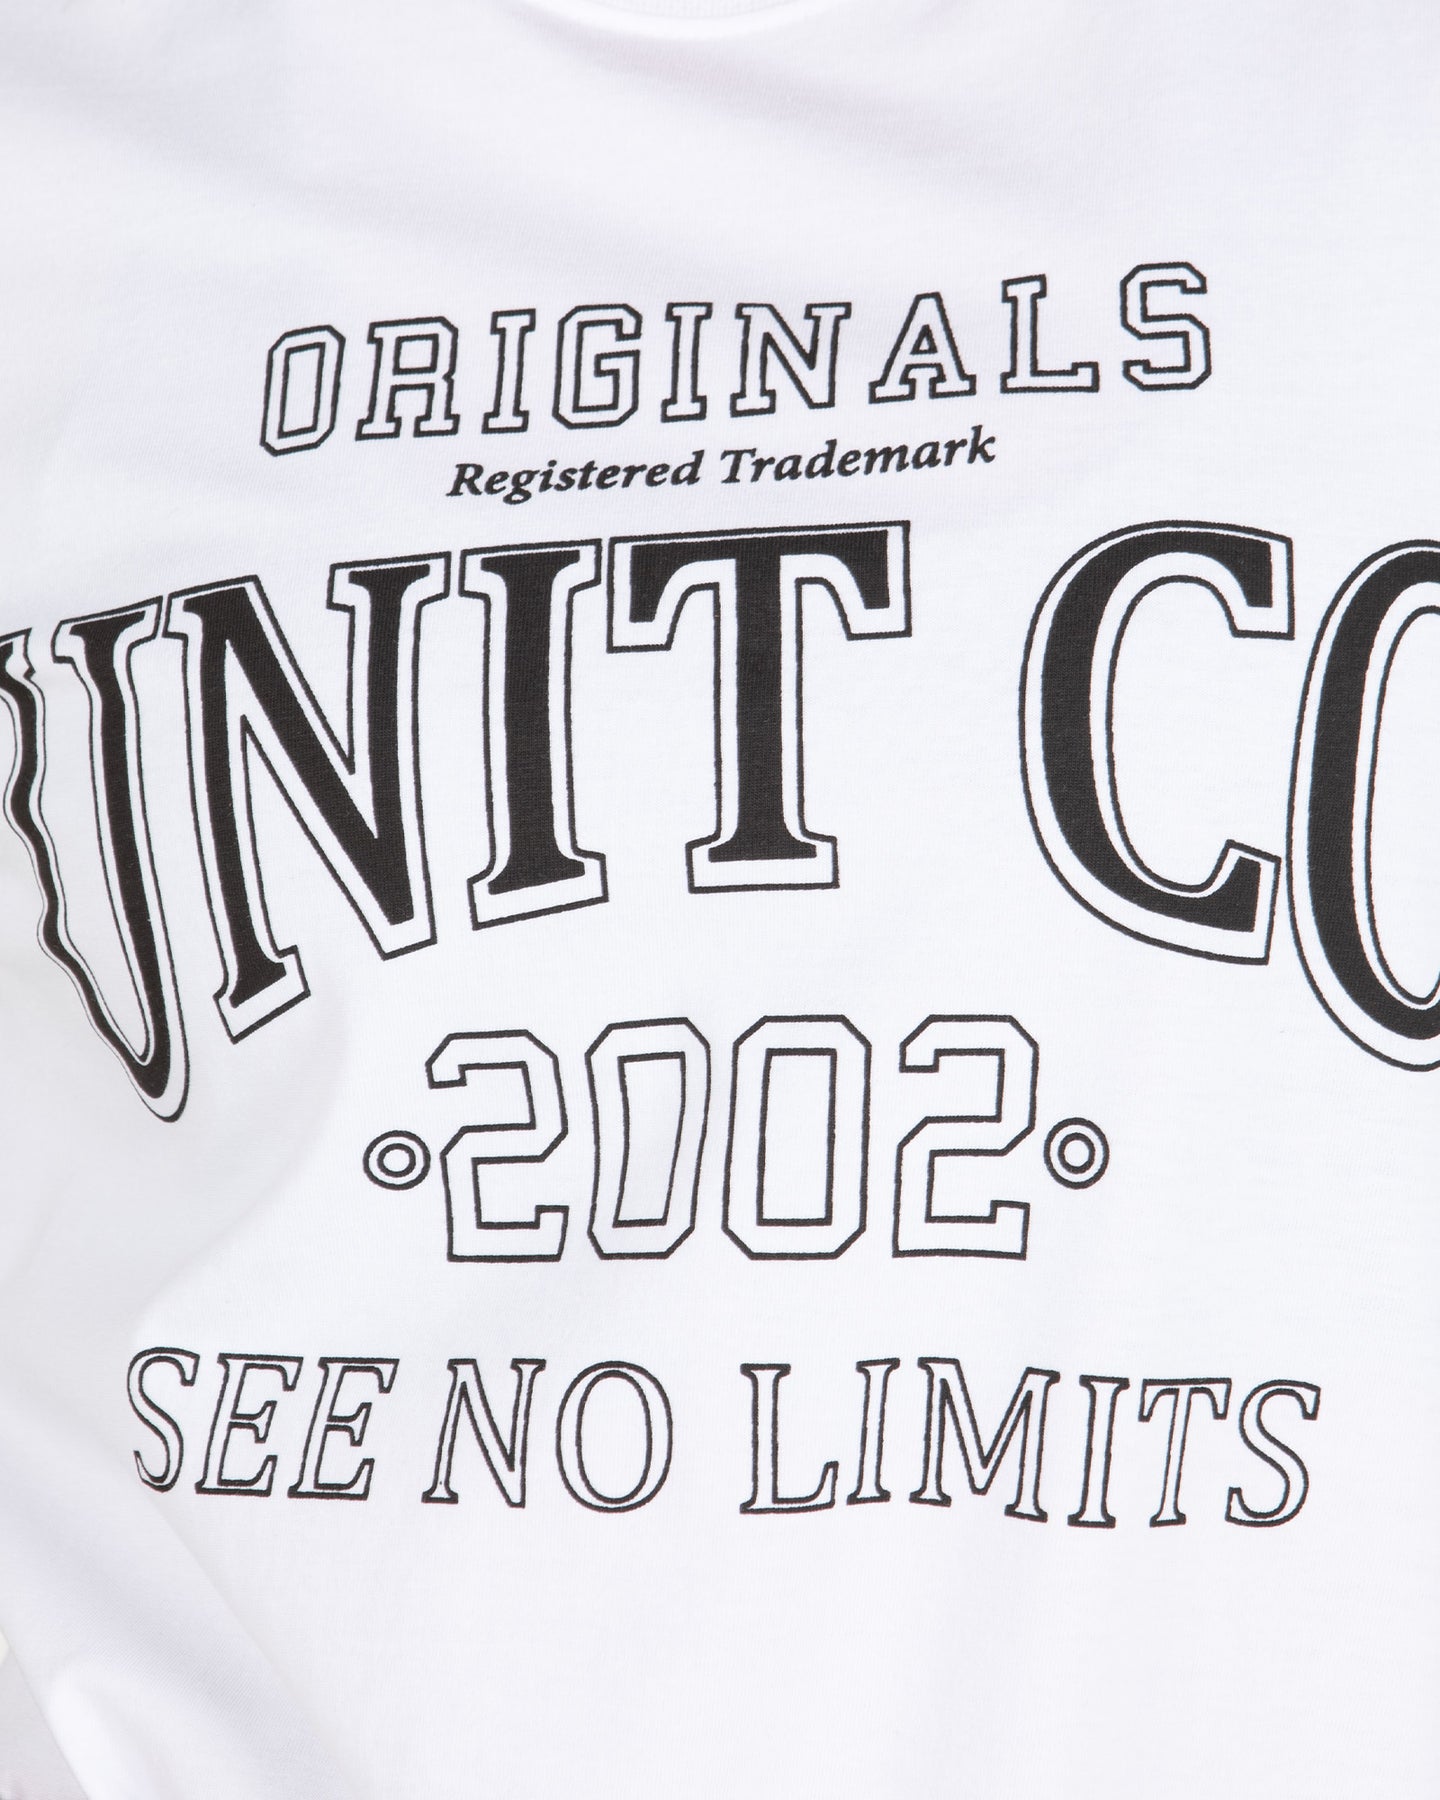 ORIGINALS
Registered Trademark
UNIT CO
•2002•
SEE NO LIMITS